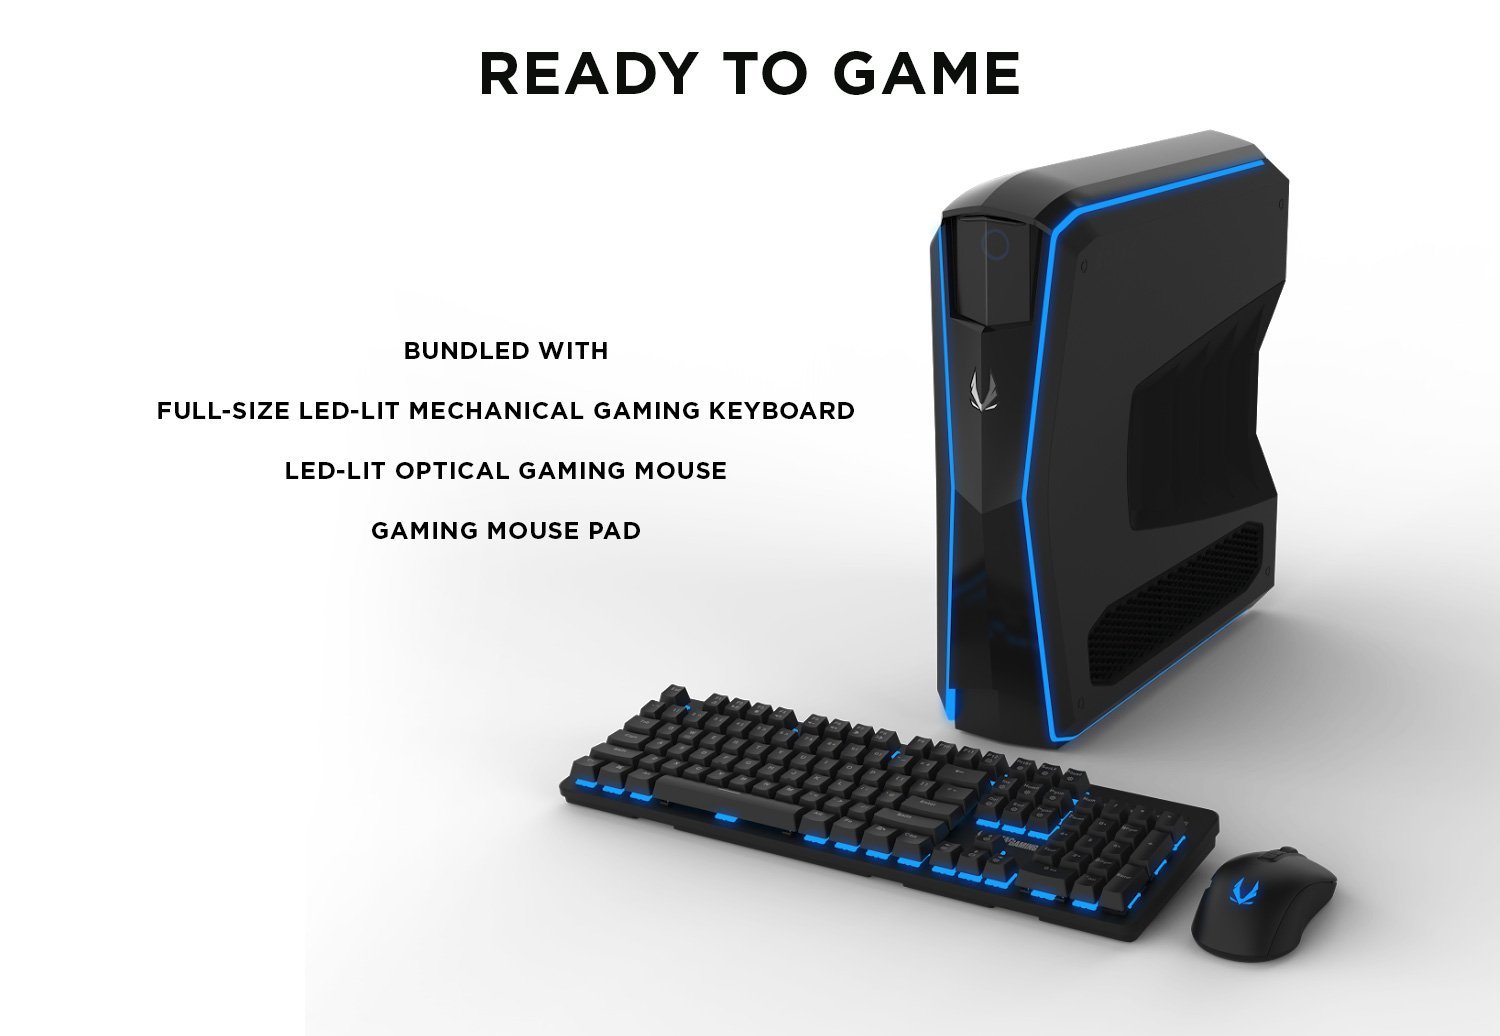 READY TO GAME
BUNDLED WITH
FULL-SIZE LED-LIT MECHANICAL GAMING KEYBOARD
LED-LIT OPTICAL GAMING MOUSE
GAMING MOUSE PAD